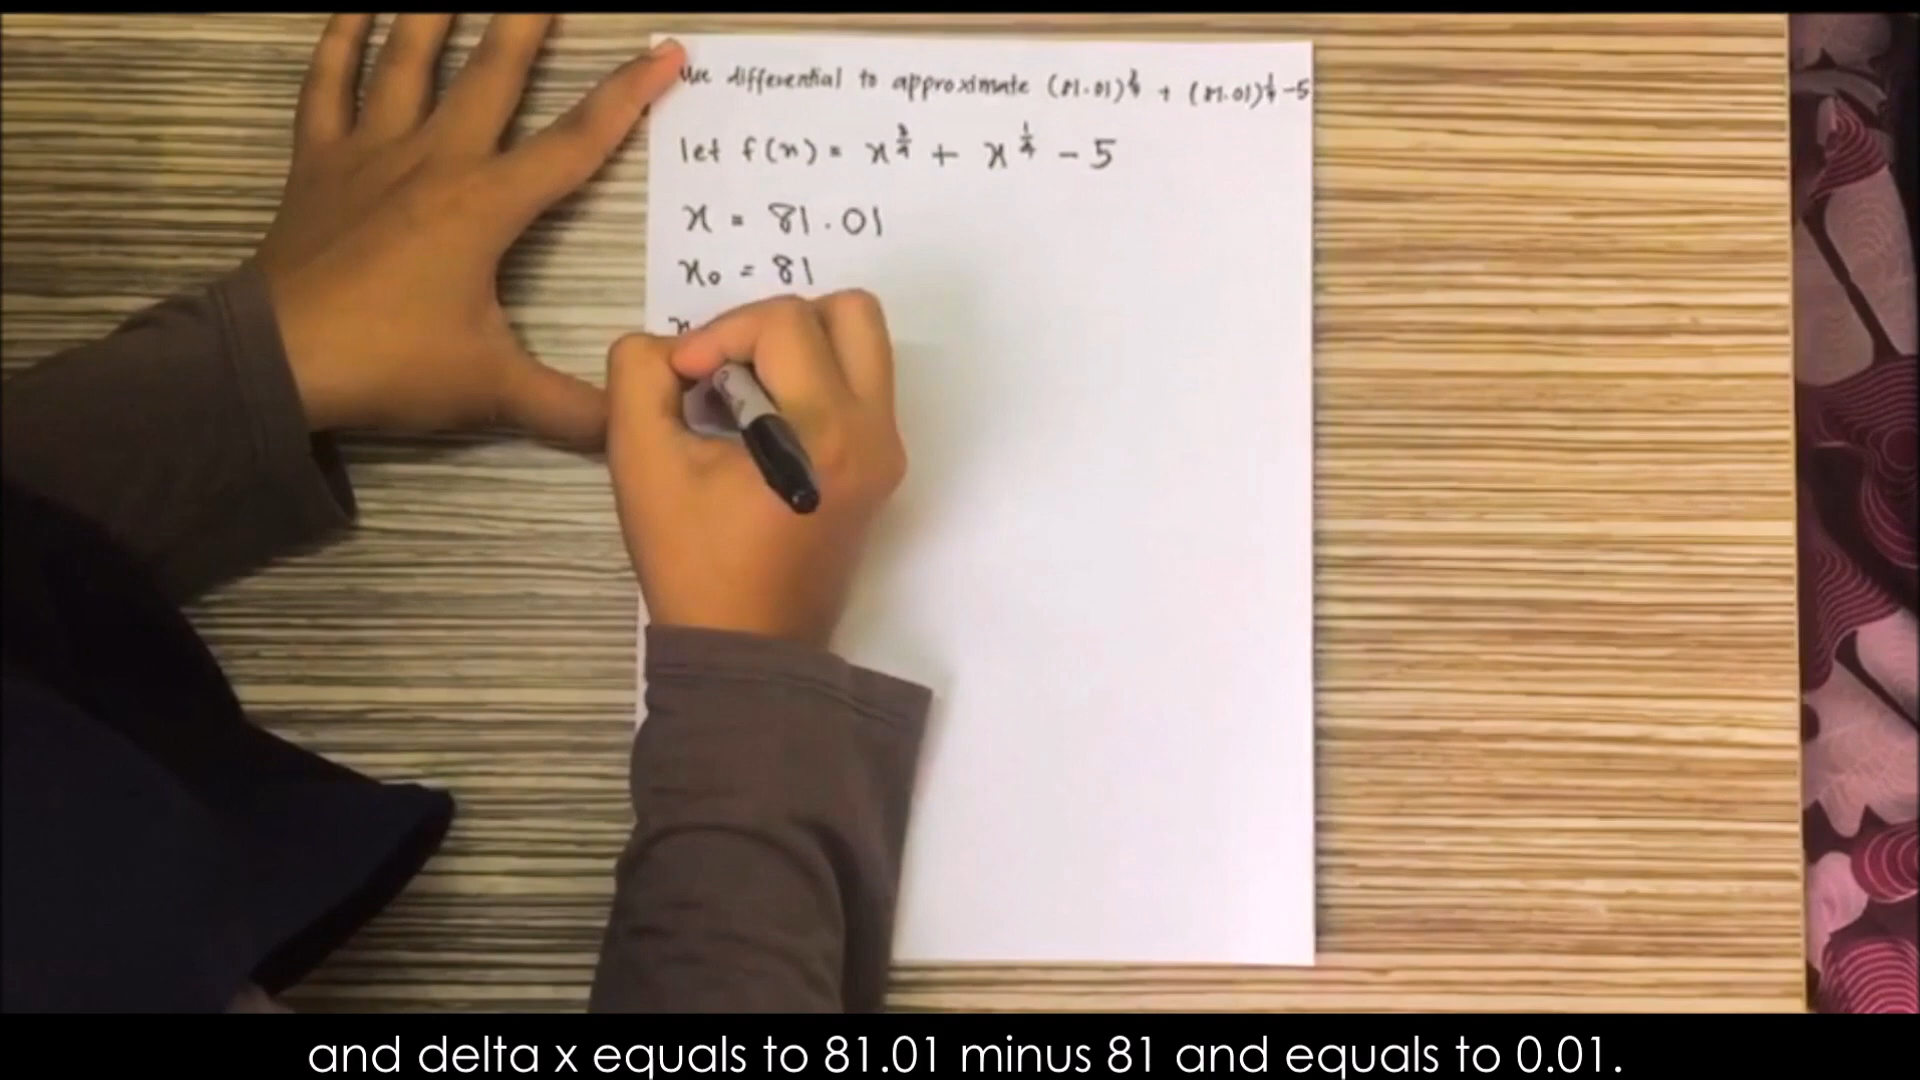 Use differential to approximate (81.01)^3/4 + (81.01)^1/4 - 5
let f(x) = x^3/4 + x^1/4 - 5
x = 81.01
x₀ = 81
and delta x equals to 81.01 minus 81 and equals to 0.01.